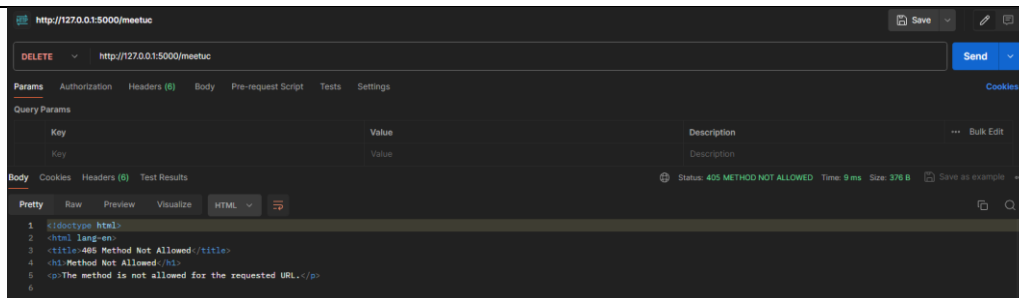 http://127.0.0.1:5000/meetuc
Save
DELETE http://127.0.0.1:5000/meetuc Send
Params Authorization Headers (6) Body Pre-request Script Tests Settings Cookies
Query Params
Key Value Description ••• Bulk Edit
Key Value Description
Body Cookies Headers (6) Test Results Status: 405 METHOD NOT ALLOWED Time: 9 ms Size: 376 B Save as example
Pretty Raw Preview Visualize HTML
1 <!doctype html>
2 <html lang=en>
3 <title>405 Method Not Allowed</title>
4 <h1>Method Not Allowed</h1>
5 <p>The method is not allowed for the requested URL.</p>
6